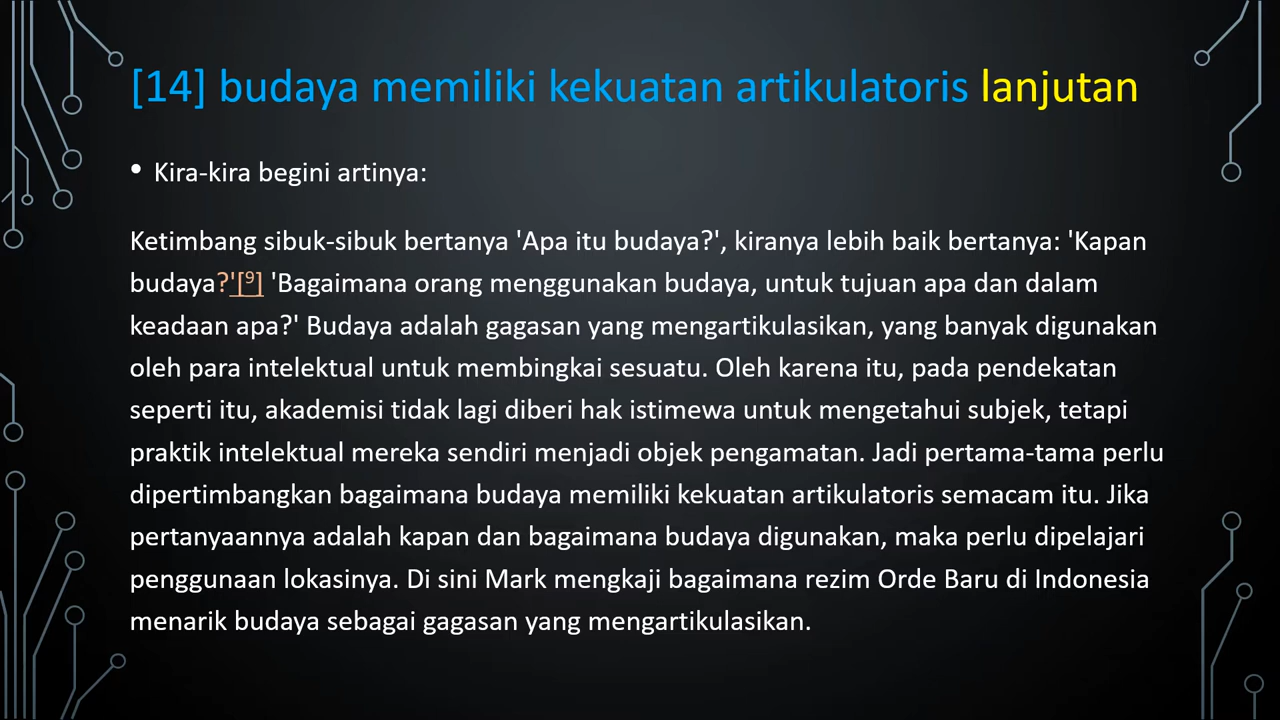 [14] budaya memiliki kekuatan artikulatoris lanjutan
• Kira-kira begini artinya:
Ketimbang sibuk-sibuk bertanya 'Apa itu budaya?', kiranya lebih baik bertanya: 'Kapan
budaya?'[9] 'Bagaimana orang menggunakan budaya, untuk tujuan apa dan dalam
keadaan apa?' Budaya adalah gagasan yang mengartikulasikan, yang banyak digunakan
oleh para intelektual untuk membingkai sesuatu. Oleh karena itu, pada pendekatan
seperti itu, akademisi tidak lagi diberi hak istimewa untuk mengetahui subjek, tetapi
praktik intelektual mereka sendiri menjadi objek pengamatan. Jadi pertama-tama perlu
dipertimbangkan bagaimana budaya memiliki kekuatan artikulatoris semacam itu. Jika
pertanyaannya adalah kapan dan bagaimana budaya digunakan, maka perlu dipelajari
penggunaan lokasinya. Di sini Mark mengkaji bagaimana rezim Orde Baru di Indonesia
menarik budaya sebagai gagasan yang mengartikulasikan.